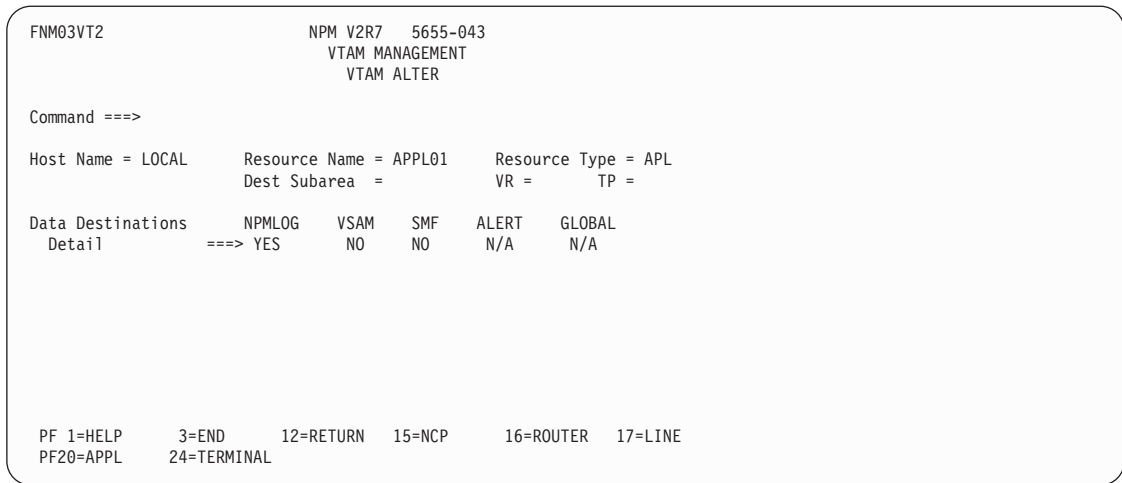 FNM03VT2 NPM V2R7 5655-043
VTAM MANAGEMENT
VTAM ALTER
Command ===>
Host Name = LOCAL Resource Name = APPL01 Resource Type = APL
Dest Subarea = VR = TP =
Data Destinations NPMLOG VSAM SMF ALERT GLOBAL
Detail ===> YES NO NO N/A N/A
PF 1=HELP 3=END 12=RETURN 15=NCP 16=ROUTER 17=LINE
PF20=APPL 24=TERMINAL